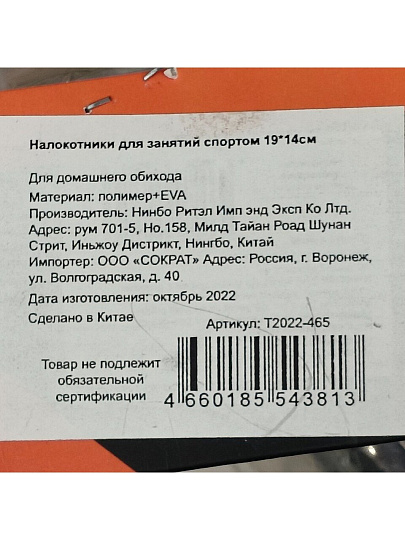 Налокотники для занятий спортом 19*14см
Для домашнего обихода
Материал: полимер+EVA
Производитель: Нинбо Ритэл Имп энд Эксп Ко Лтд.
Адрес: рум 701-5, Но.158, Милд Тайан Роад Шунан
Стрит, Иньжоу Дистрикт, Нингбо, Китай
Импортер: ООО «СОКРАТ» Адрес: Россия, г. Воронеж,
ул. Волгоградская, д. 40
Дата изготовления: октябрь 2022
Сделано в Китае
Артикул: T2022-465
Товар не подлежит
обязательной
сертификации
4 660185 543813